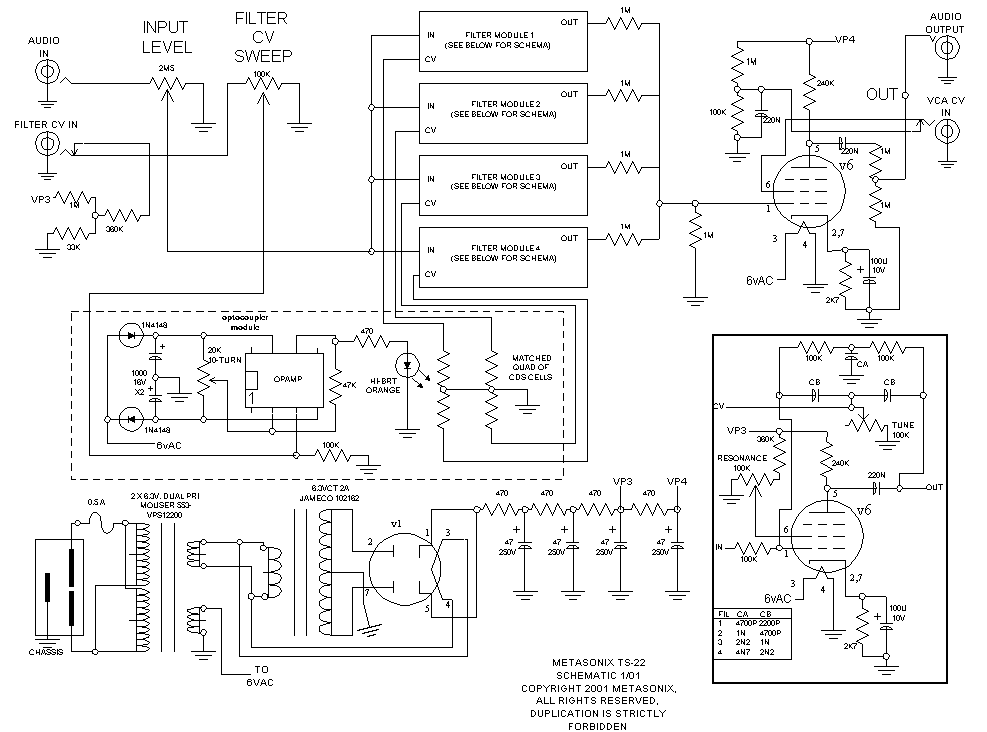 AUDIO
IN
INPUT
LEVEL
2M5
FILTER
CV
SWEEP
100K
FILTER CV IN
VP3
1M
33K
360K
IN
CV
OUT
FILTER MODULE 1
(SEE BELOW FOR SCHEMA)
1M
IN
CV
OUT
FILTER MODULE 2
(SEE BELOW FOR SCHEMA)
1M
IN
CV
OUT
FILTER MODULE 3
(SEE BELOW FOR SCHEMA)
1M
IN
CV
OUT
FILTER MODULE 4
(SEE BELOW FOR SCHEMA)
1M
1M
VP4
1M
100K
220N
240K
5
220N
v6
6
1
3
4
2,7
6vAC
2K7
+
100U
10V
1M
1M
OUT
AUDIO
OUTPUT
VCA CV
IN
optocoupler
module
1N4148
+
1000
16V
X2
+
1N4148
6vAC
20K
10-TURN
OPAMP
470
47K
HI-BRT
ORANGE
MATCHED
QUAD OF
CDS CELLS
100K
0.5A
2 X 6.3V. DUAL PRI
MOUSER 553-
VPS12200
CHASSIS
6.3VCT 2A
JAMECO 102162
v1
2
7
1
3
5
4
TO
6VAC
470
470
470
470
VP3
VP4
+
47
250V
+
47
250V
+
47
250V
+
47
250V
METASONIX TS-22
SCHEMATIC 1/01
COPYRIGHT 2001 METASONIX,
ALL RIGHTS RESERVED,
DUPLICATION IS STRICTLY
FORBIDDEN
100K
CA
100K
CB
CB
CV
TUNE
100K
VP3
360K
240K
RESONANCE
100K
220N
OUT
5
v6
6
1
IN
100K
3
4
2,7
6vAC
2K7
+
100U
10V
FIL CA CB
1 4700P 2200P
2 1N 4700P
3 2N2 1N
4 4N7 2N2